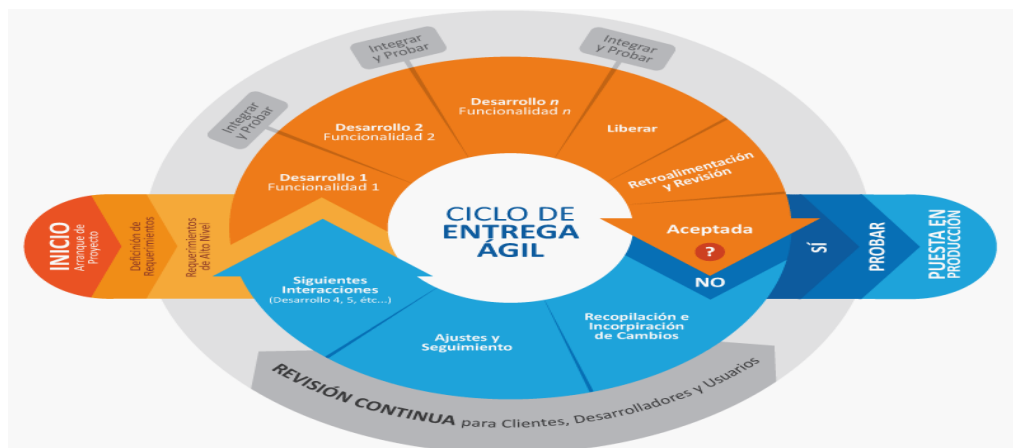 INICIO
Arranque de
Proyecto
Definición de
Requerimientos
Requerimientos
de Alto Nivel
Desarrollo 1
Funcionalidad 1
Integrar
y Probar
Desarrollo 2
Funcionalidad 2
Integrar
y Probar
Desarrollo n
Funcionalidad n
Integrar
y Probar
Liberar
Retroalimentación
y Revisión
Aceptada
?
SÍ
PROBAR
PUESTA EN
PRODUCCIÓN
NO
Recopilación e
Incorpiración
de Cambios
Ajustes y
Seguimiento
Siguientes
Interacciones
(Desarrollo 4, 5, étc...)
CICLO DE
ENTREGA
ÁGIL
REVISIÓN CONTINUA para Clientes, Desarrolladores y Usuarios